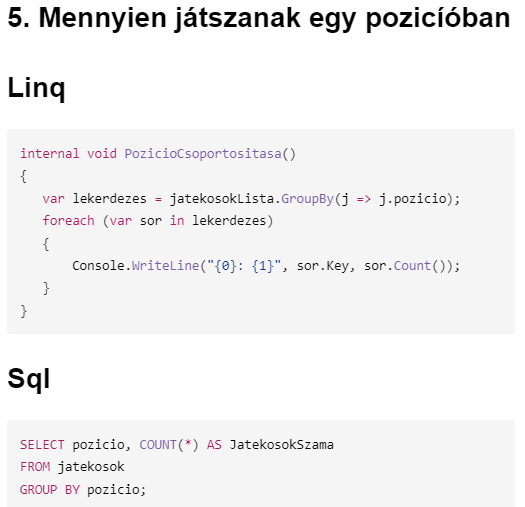 5. Mennyien játszanak egy pozicíóban
Linq
internal void PozicioCsoportositasa()
{
var lekerdezes = jatekosokLista.GroupBy(j => j.pozicio);
foreach (var sor in lekerdezes)
{
Console.WriteLine("{0}: {1}", sor.Key, sor.Count());
}
}
Sql
SELECT pozicio, COUNT(*) AS JatekosokSzama
FROM jatekosok
GROUP BY pozicio;